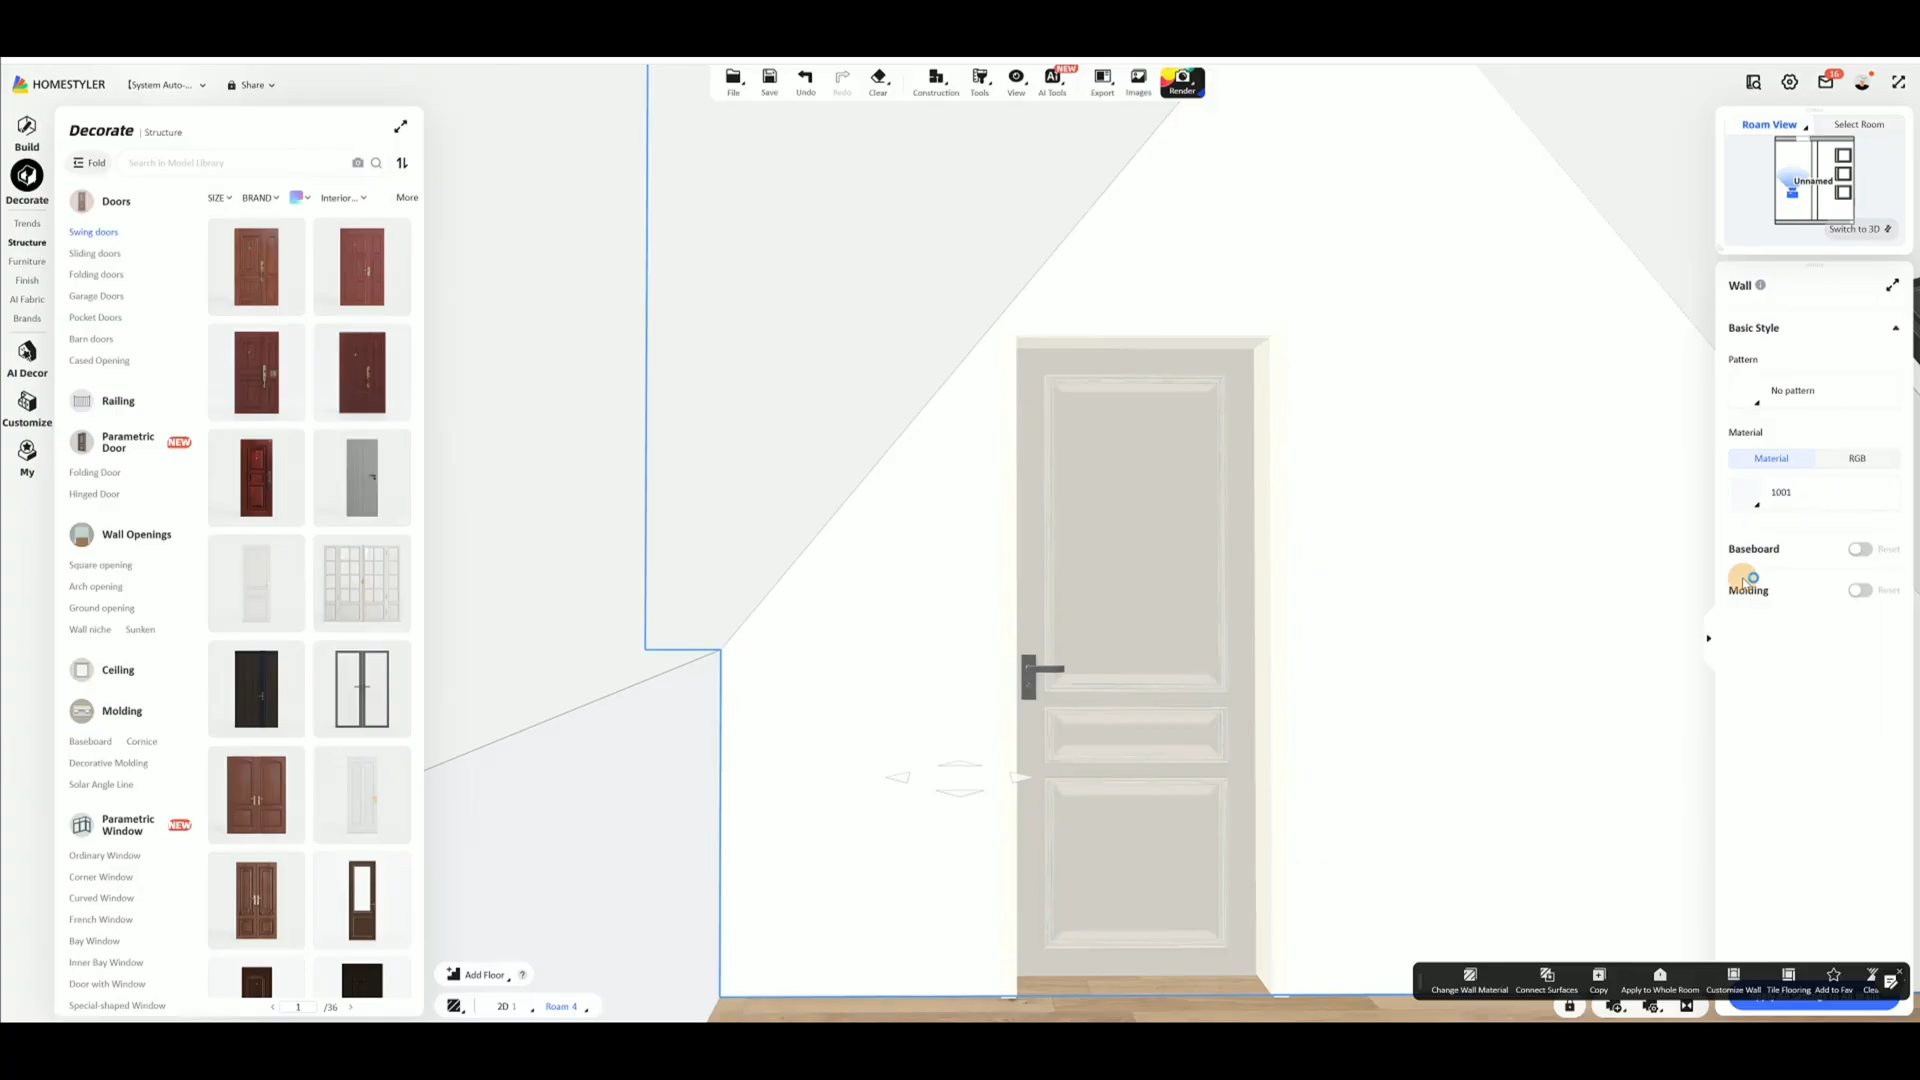 HOMESTYLER
[System Auto-...
Share
File
Save
Undo
Redo
Clear
Construction
Tools
View
AI Tools
NEW
Export
Images
Render
16
Build
Decorate
Trends
Structure
Furniture
Finish
AI Fabric
Brands
AI Decor
Customize
My
Decorate | Structure
Fold
Search in Model Library
SIZE
BRAND
Interior...
More
Doors
Swing doors
Sliding doors
Folding doors
Garage Doors
Pocket Doors
Barn doors
Cased Opening
Railing
Parametric
Door
NEW
Folding Door
Hinged Door
Wall Openings
Square opening
Arch opening
Ground opening
Wall niche Sunken
Ceiling
Molding
Baseboard Cornice
Decorative Molding
Solar Angle Line
Parametric
Window
NEW
Ordinary Window
Corner Window
Curved Window
French Window
Bay Window
Inner Bay Window
Door with Window
Special-shaped Window
1 /36
Add Floor
?
2D 1
Roam 4
Roam View
Select Room
Unnamed
Switch to 3D
Wall
Basic Style
Pattern
No pattern
Material
Material
RGB
1001
Baseboard
Reset
Molding
Reset
Change Wall Material
Connect Surfaces
Copy
Apply to Whole Room
Customize Wall
Tile Flooring
Add to Fav